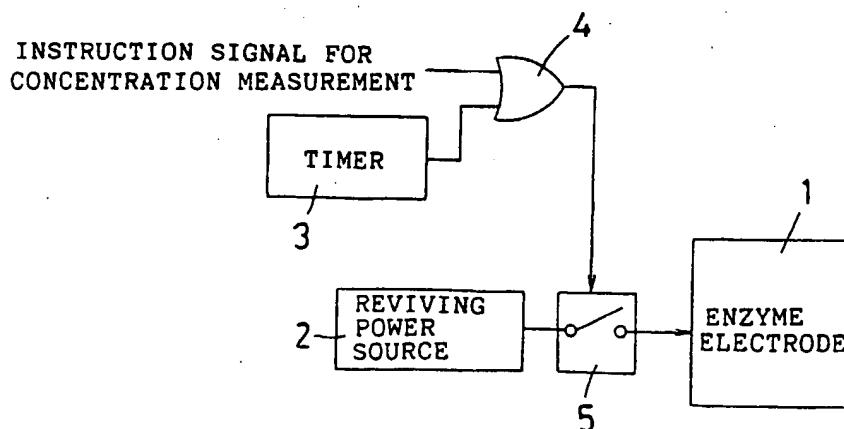 INSTRUCTION SIGNAL FOR
CONCENTRATION MEASUREMENT
4
TIMER
3
1
2
REVIVING
POWER
SOURCE
ENZYME
ELECTRODE
5